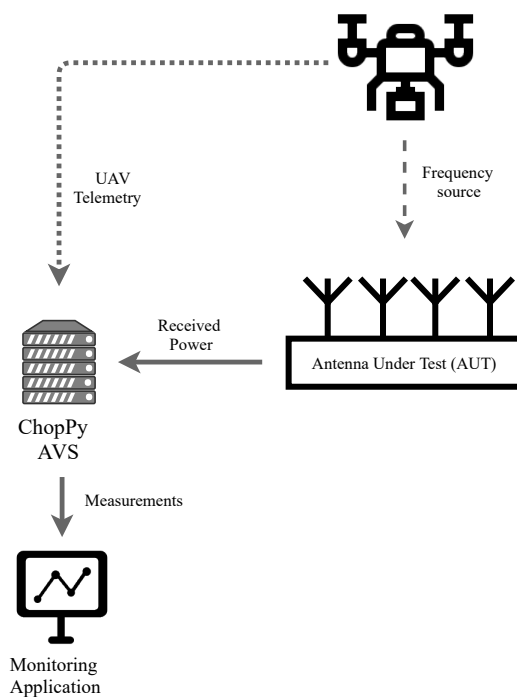 UAV
Telemetry
Frequency
source
Received
Power
Antenna Under Test (AUT)
ChopPy
AVS
Measurements
Monitoring
Application